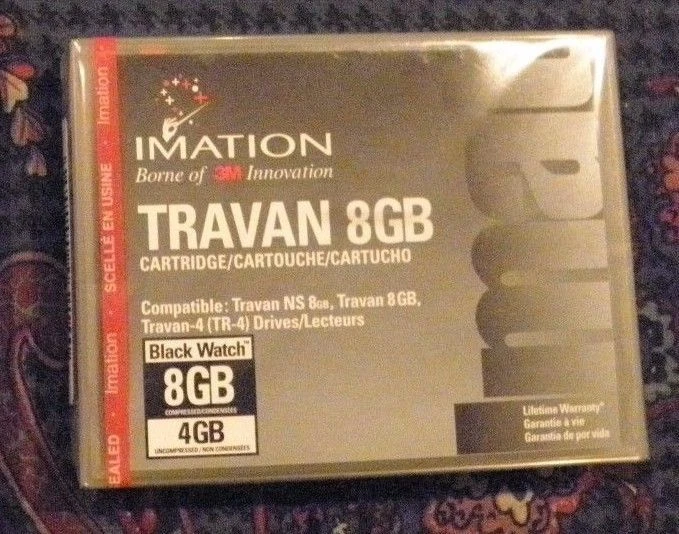 IMATION
Borne of 3M Innovation
TRAVAN 8GB
CARTRIDGE/CARTOUCHE/CARTUCHO
Compatible: Travan NS 8GB, Travan 8GB,
Travan-4 (TR-4) Drives/Lecteurs
Black Watch™
8GB
COMPRESSED/CONDENSÉES
4GB
UNCOMPRESSED / NON CONDENSÉES
Lifetime Warranty*
Garantie à vie
Garantía de por vida
EALED · Imation · SCELLÉ EN USINE · Imation ·